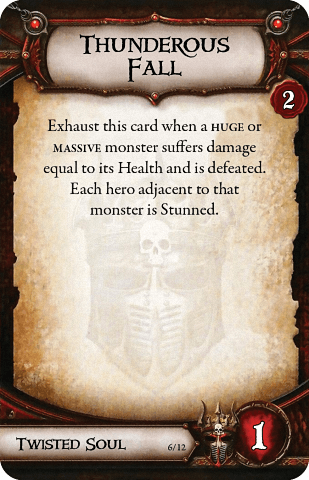 Thunderous
Fall
2
Exhaust this card when a HUGE or
MASSIVE monster suffers damage
equal to its Health and is defeated.
Each hero adjacent to that
monster is Stunned.
Twisted Soul
6/12
1